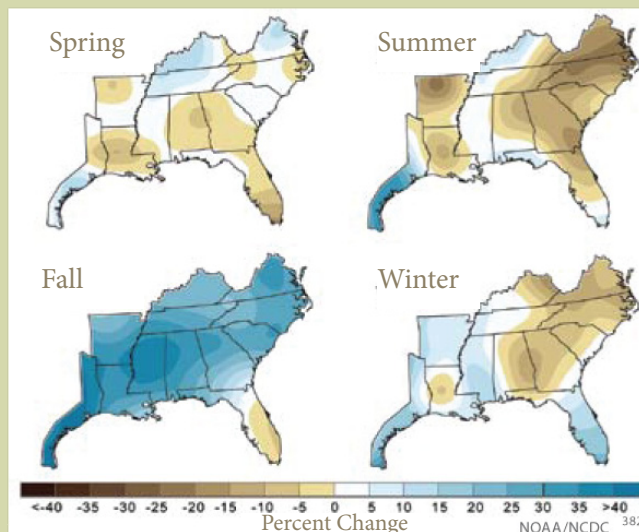 Spring Summer
Fall Winter
<-40 -35 -30 -25 -20 -15 -10 -5 0 5 10 15 20 25 30 35 >40
Percent Change NOAA/NCDC 382